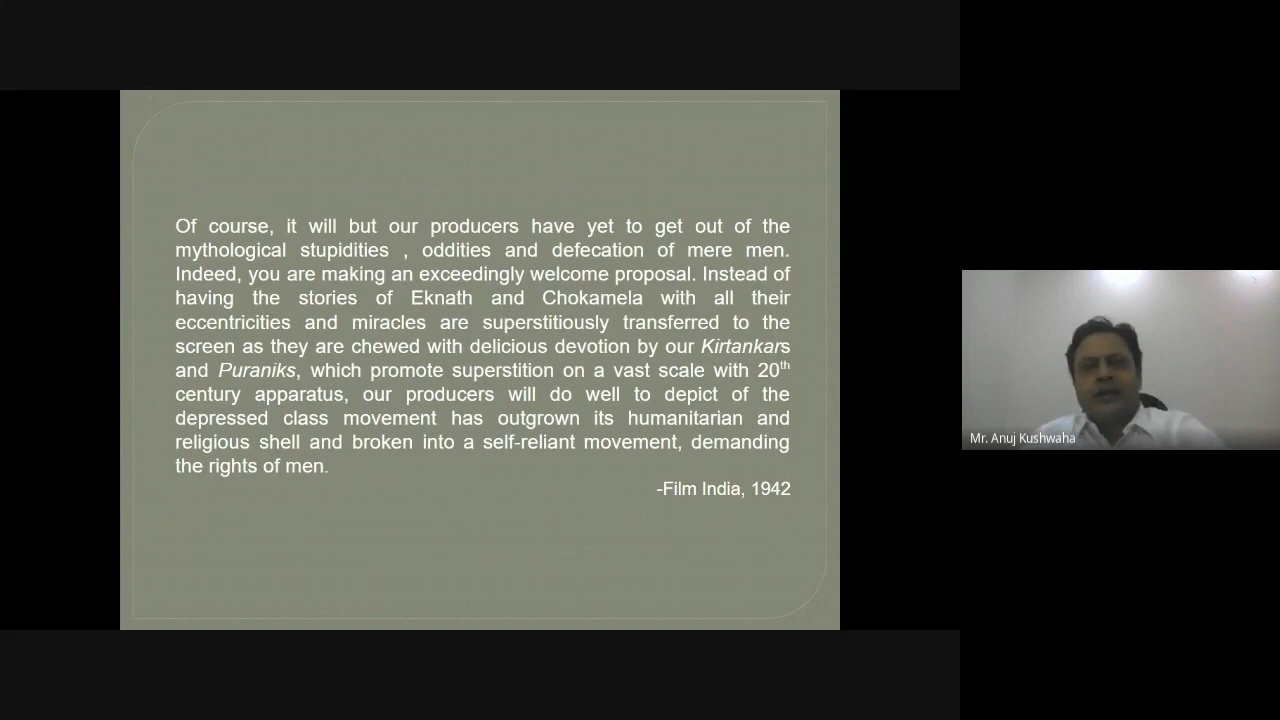 Of course, it will but our producers have yet to get out of the
mythological stupidities , oddities and defecation of mere men.
Indeed, you are making an exceedingly welcome proposal. Instead of
having the stories of Eknath and Chokamela with all their
eccentricities and miracles are superstitiously transferred to the
screen as they are chewed with delicious devotion by our Kirtankars
and Puraniks, which promote superstition on a vast scale with 20th
century apparatus, our producers will do well to depict of the
depressed class movement has outgrown its humanitarian and
religious shell and broken into a self-reliant movement, demanding
the rights of men.
-Film India, 1942
Mr. Anuj Kushwaha